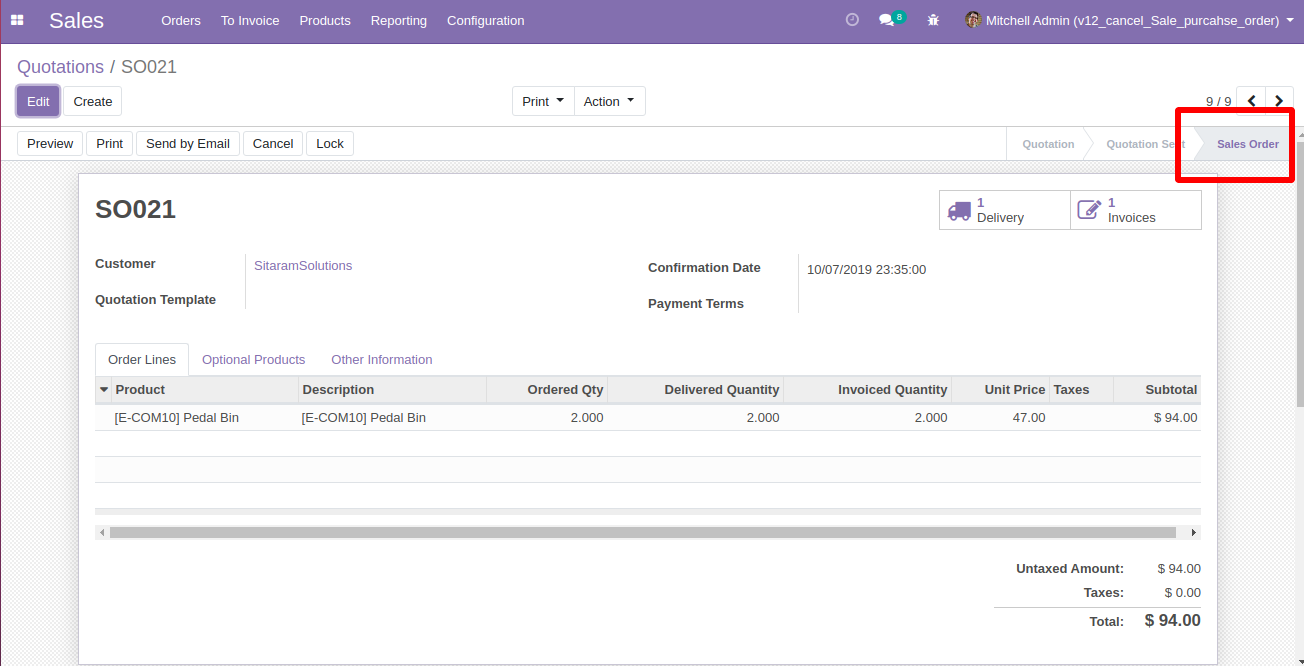 Sales Orders To Invoice Products Reporting Configuration 8 Mitchell Admin (v12_cancel_Sale_purcahse_order)
Quotations / SO021
Edit Create Print Action 9 / 9
Preview Print Send by Email Cancel Lock Quotation Quotation Sent Sales Order
SO021
1 Delivery
1 Invoices
Customer SitaramSolutions
Confirmation Date 10/07/2019 23:35:00
Quotation Template
Payment Terms
Order Lines Optional Products Other Information
Product Description Ordered Qty Delivered Quantity Invoiced Quantity Unit Price Taxes Subtotal
[E-COM10] Pedal Bin [E-COM10] Pedal Bin 2.000 2.000 2.000 47.00 $ 94.00
Untaxed Amount: $ 94.00
Taxes: $ 0.00
Total: $ 94.00